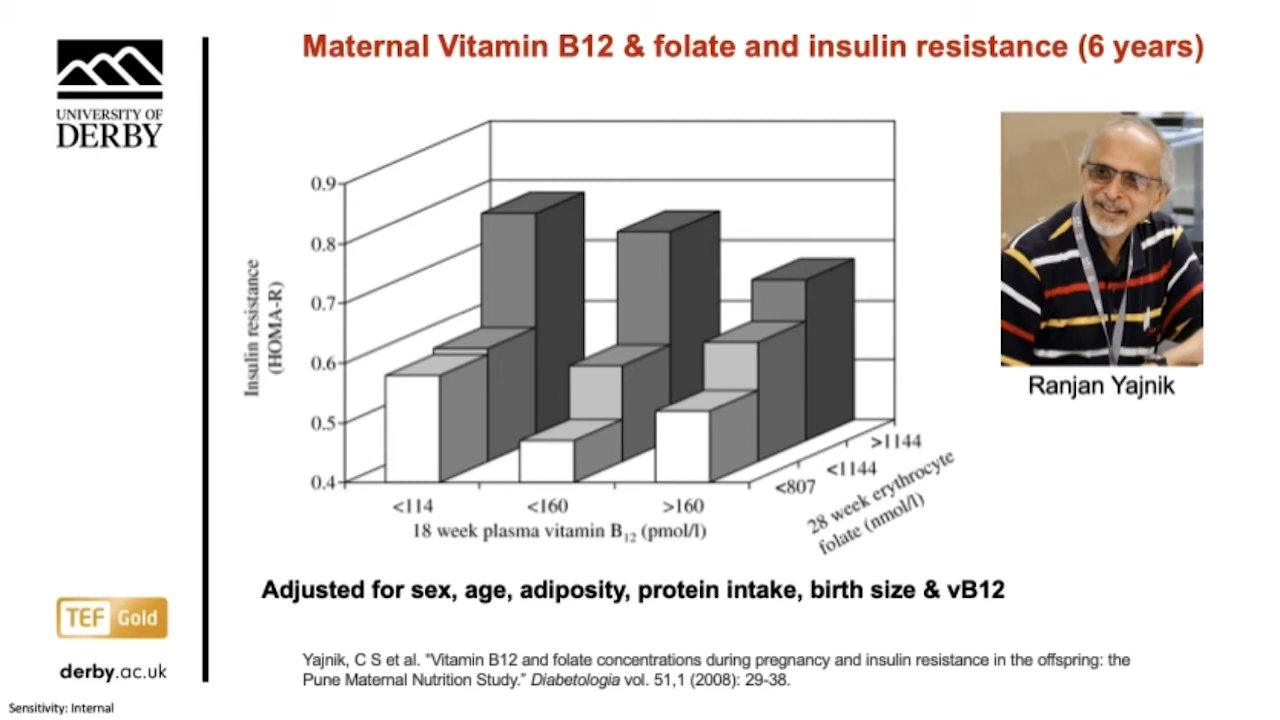 UNIVERSITY OF
DERBY
Maternal Vitamin B12 & folate and insulin resistance (6 years)
Insulin resistance
(HOMA-R)
0.9
0.8
0.7
0.6
0.5
0.4
<114
<160
>160
18 week plasma vitamin B12 (pmol/l)
<807
<1144
>1144
28 week erythrocyte
folate (nmol/l)
Ranjan Yajnik
Adjusted for sex, age, adiposity, protein intake, birth size & vB12
Yajnik, C S et al. “Vitamin B12 and folate concentrations during pregnancy and insulin resistance in the offspring: the
Pune Maternal Nutrition Study.” Diabetologia vol. 51,1 (2008): 29-38.
TEF Gold
derby.ac.uk
Sensitivity: Internal